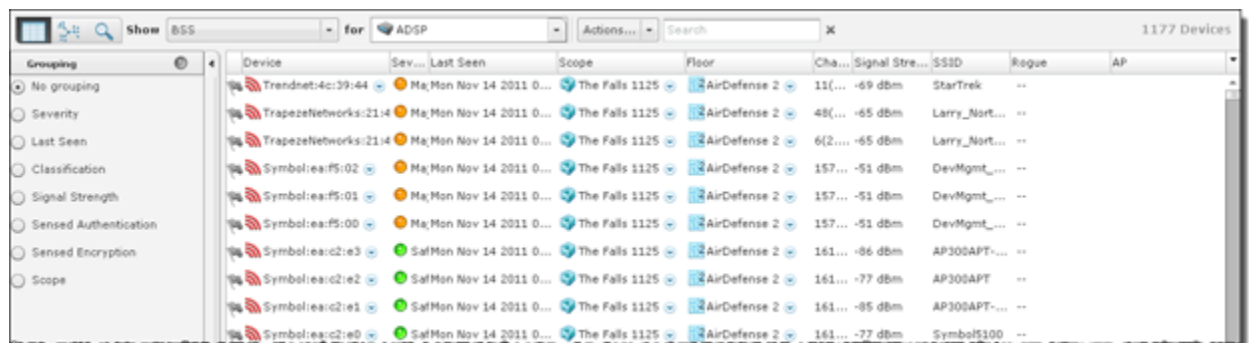 Show BSS for ADSP Actions... Search x 1177 Devices
Grouping Device Sev... Last Seen Scope Floor Cha... Signal Stre... SSID Rogue AP
No grouping Trendnet:4c:39:44 Ma Mon Nov 14 2011 0... The Falls 1125 2 AirDefense 2 11(... -69 dBm StarTrek --
Severity TrapezeNetworks:21:4 Ma Mon Nov 14 2011 0... The Falls 1125 2 AirDefense 2 48(... -65 dBm Larry_Nort... --
Last Seen TrapezeNetworks:21:4 Ma Mon Nov 14 2011 0... The Falls 1125 2 AirDefense 2 6(2... -65 dBm Larry_Nort... --
Classification Symbol:ea:f5:02 Ma Mon Nov 14 2011 0... The Falls 1125 2 AirDefense 2 157... -51 dBm DevMgmt_... --
Signal Strength Symbol:ea:f5:01 Ma Mon Nov 14 2011 0... The Falls 1125 2 AirDefense 2 157... -51 dBm DevMgmt_... --
Sensed Authentication Symbol:ea:f5:00 Ma Mon Nov 14 2011 0... The Falls 1125 2 AirDefense 2 157... -51 dBm DevMgmt_... --
Sensed Encryption Symbol:ea:c2:e3 Saf Mon Nov 14 2011 0... The Falls 1125 2 AirDefense 2 161... -86 dBm AP300APT-... --
Scope Symbol:ea:c2:e2 Saf Mon Nov 14 2011 0... The Falls 1125 2 AirDefense 2 161... -77 dBm AP300APT --
Symbol:ea:c2:e1 Saf Mon Nov 14 2011 0... The Falls 1125 2 AirDefense 2 161... -85 dBm AP300APT-... --
Symbol:ea:c2:e0 Saf Mon Nov 14 2011 0... The Falls 1125 2 AirDefense 2 161... -77 dBm Symbol5100 --